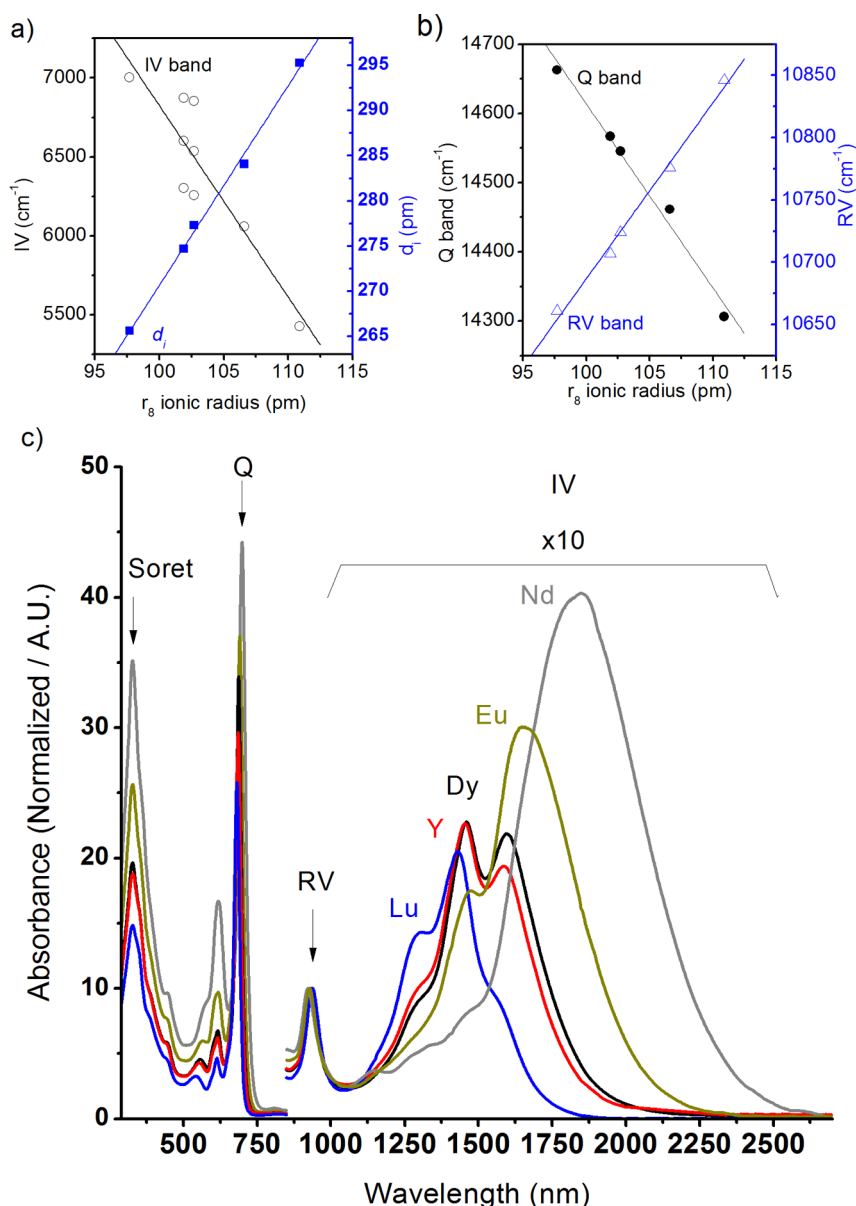 a)
IV band
IV (cm⁻¹)
7000
6500
6000
5500
95 100 105 110 115
r₈ ionic radius (pm)
dᵢ
295
290
285
280
275
270
265
dᵢ (pm)
b)
Q band
Q band (cm⁻¹)
14700
14600
14500
14400
14300
95 100 105 110 115
r₈ ionic radius (pm)
RV band
10850
10800
10750
10700
10650
RV (cm⁻¹)
c)
Absorbance (Normalized / A.U.)
50
40
30
20
10
0
Soret
Q
RV
IV
x10
Nd
Eu
Dy
Y
Lu
500 750 1000 1250 1500 1750 2000 2250 2500
Wavelength (nm)